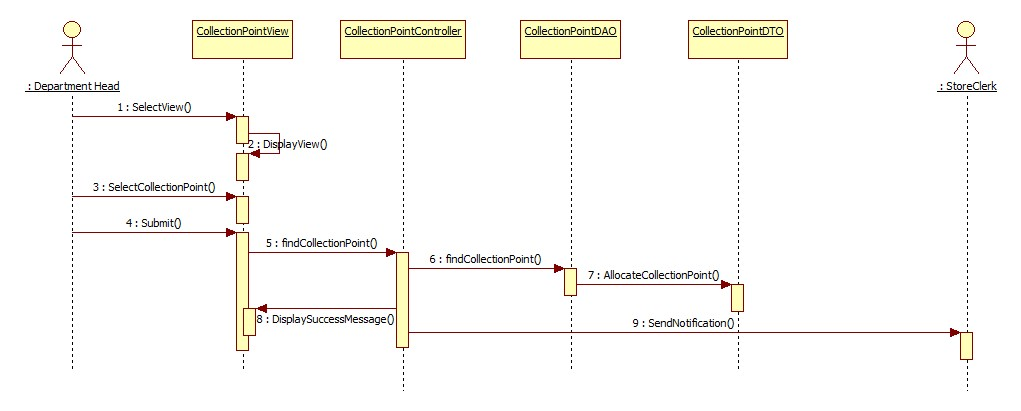 CollectionPointView
CollectionPointController
CollectionPointDAO
CollectionPointDTO
: Department Head
: StoreClerk
1 : SelectView()
2 : DisplayView()
3 : SelectCollectionPoint()
4 : Submit()
5 : findCollectionPoint()
6 : findCollectionPoint()
7 : AllocateCollectionPoint()
8 : DisplaySuccessMessage()
9 : SendNotification()